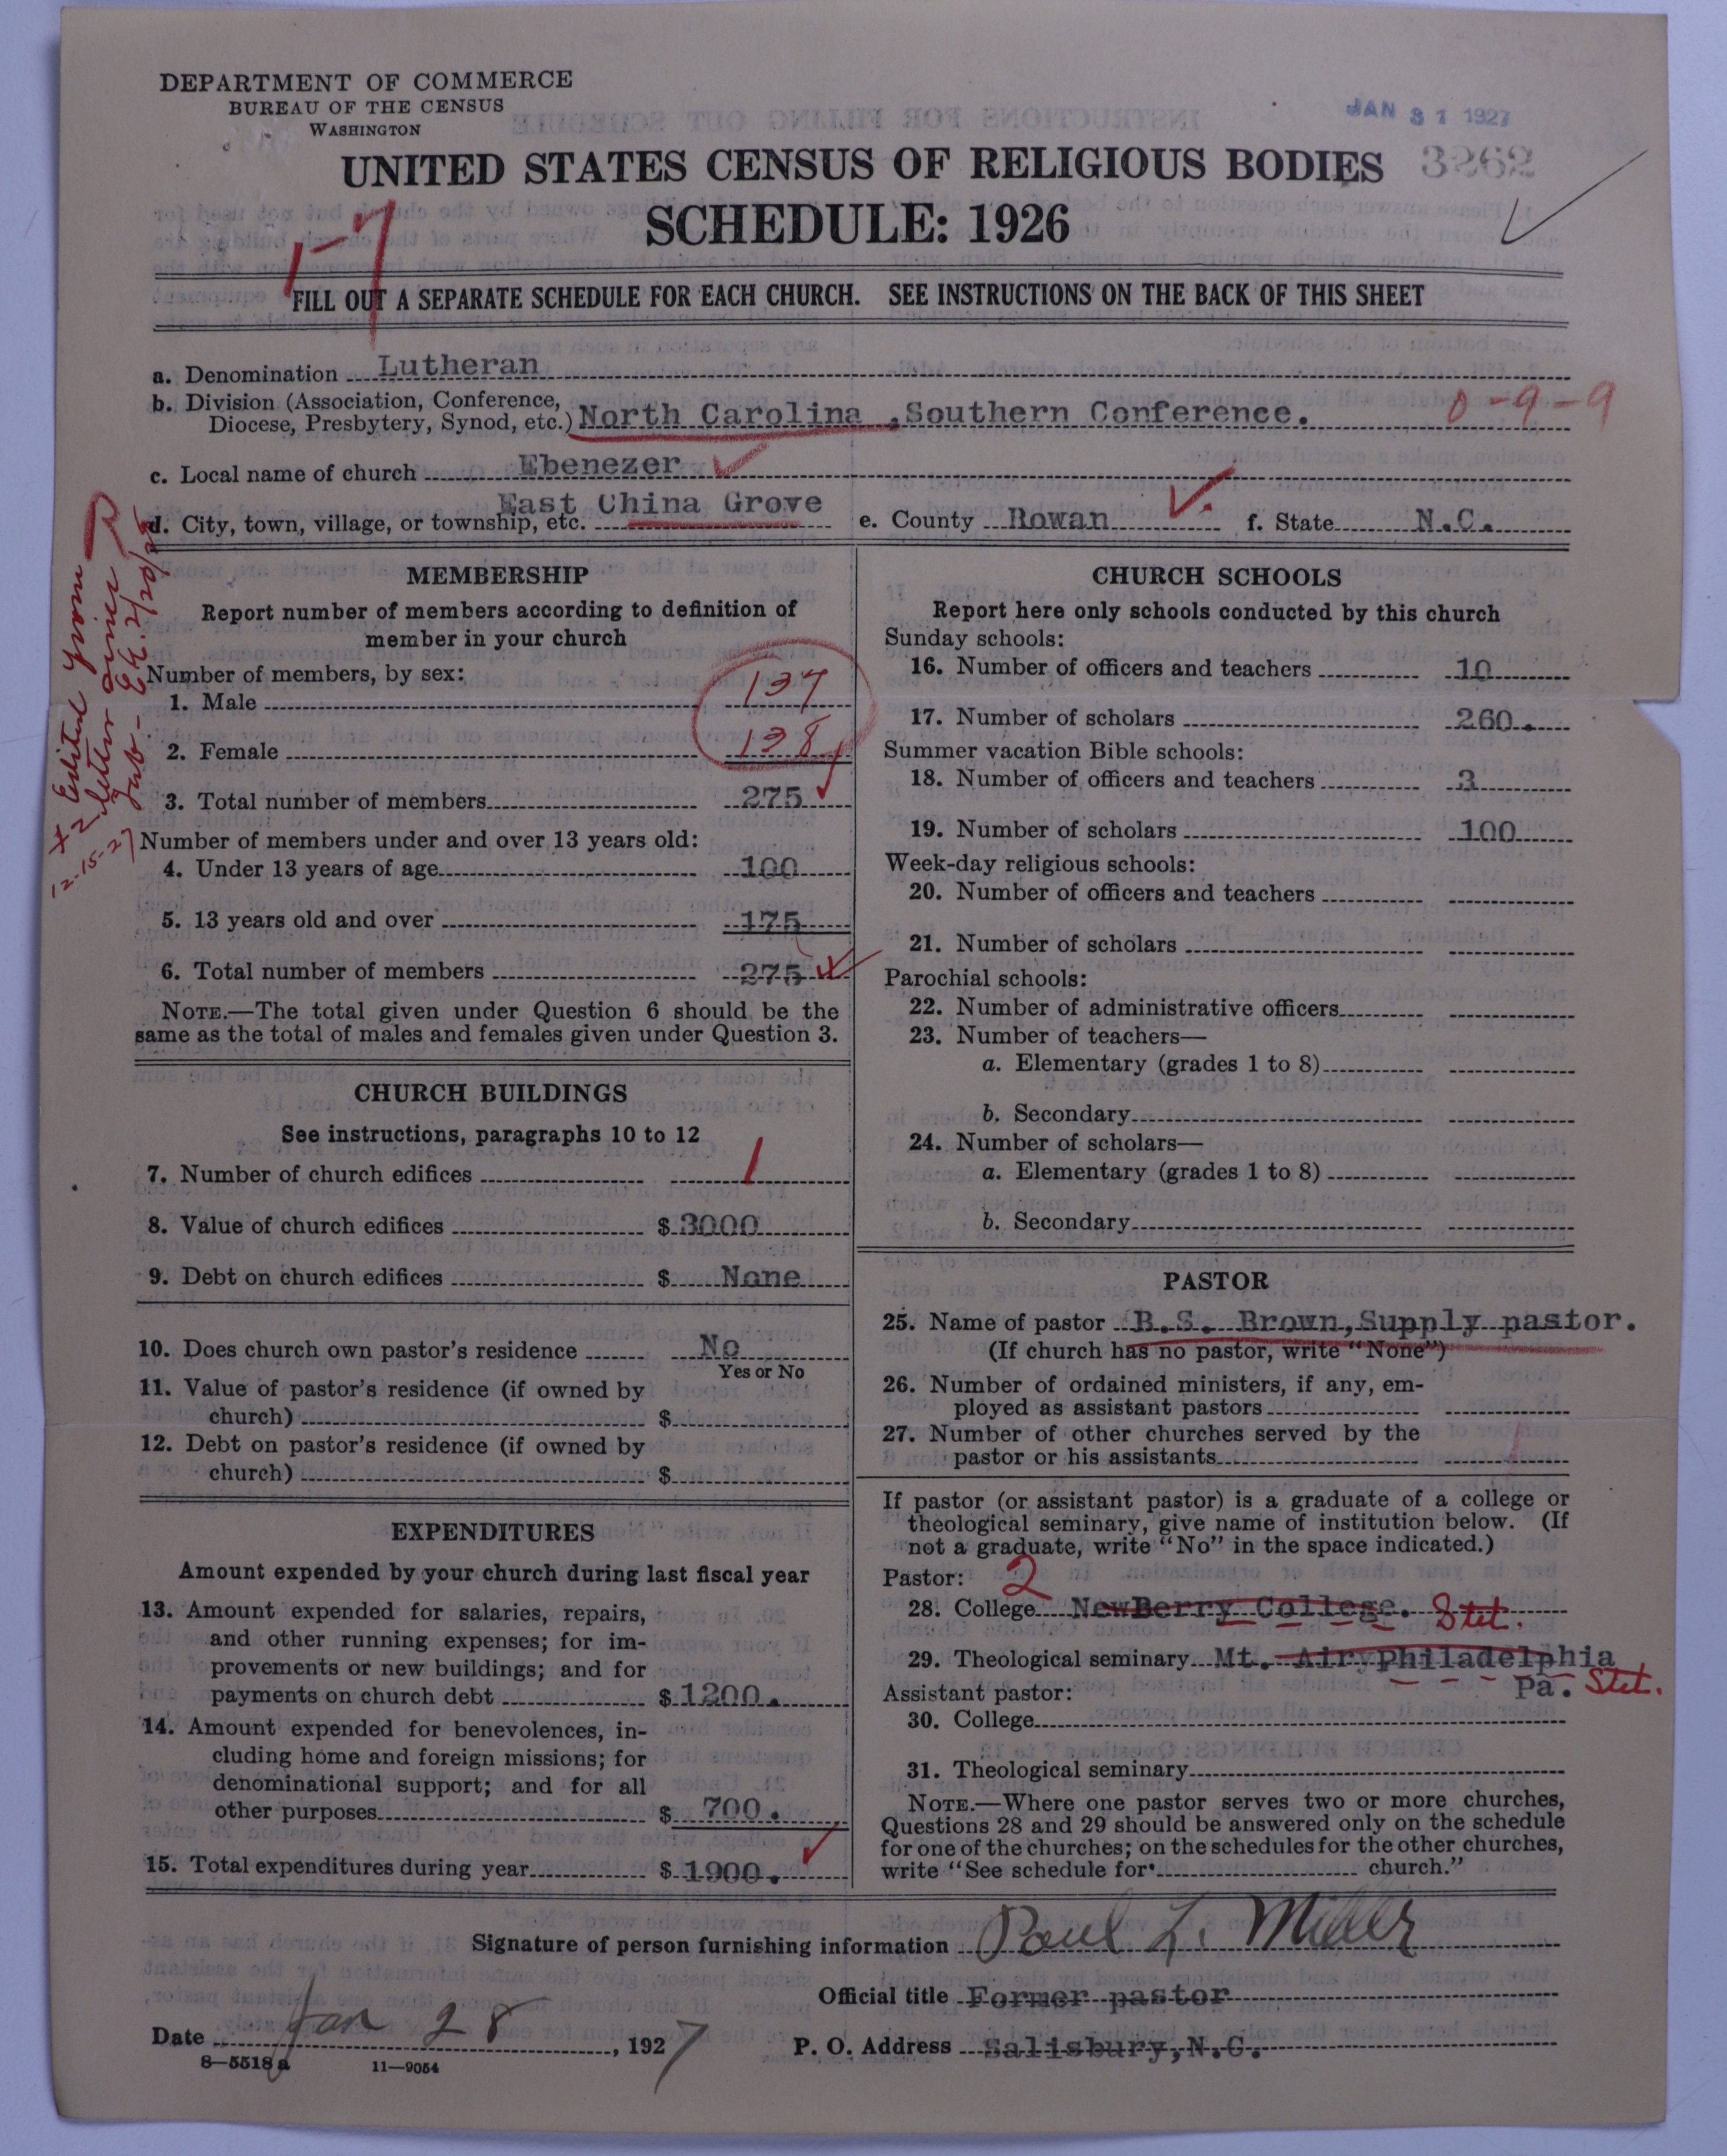 DEPARTMENT OF COMMERCE
BUREAU OF THE CENSUS
WASHINGTON
JAN 31 1927
UNITED STATES CENSUS OF RELIGIOUS BODIES 3262
SCHEDULE: 1926
1-7
FILL OUT A SEPARATE SCHEDULE FOR EACH CHURCH. SEE INSTRUCTIONS ON THE BACK OF THIS SHEET
a. Denomination Lutheran
b. Division (Association, Conference,
Diocese, Presbytery, Synod, etc.) North Carolina, Southern Conference. 0-9-9
c. Local name of church Ebenezer
d. City, town, village, or township, etc. East China Grove e. County Rowan f. State N.C.
MEMBERSHIP
Report number of members according to definition of
member in your church
Number of members, by sex:
1. Male 137
2. Female 138
3. Total number of members 275
Number of members under and over 13 years old:
4. Under 13 years of age 100
5. 13 years old and over 175
6. Total number of members 275
NOTE.—The total given under Question 6 should be the
same as the total of males and females given under Question 3.
CHURCH BUILDINGS
See instructions, paragraphs 10 to 12
7. Number of church edifices 1
8. Value of church edifices $ 3000
9. Debt on church edifices $ None
10. Does church own pastor's residence No
Yes or No
11. Value of pastor's residence (if owned by
church) $
12. Debt on pastor's residence (if owned by
church) $
EXPENDITURES
Amount expended by your church during last fiscal year
13. Amount expended for salaries, repairs,
and other running expenses; for im-
provements or new buildings; and for
payments on church debt $ 1200.
14. Amount expended for benevolences, in-
cluding home and foreign missions; for
denominational support; and for all
other purposes $ 700.
15. Total expenditures during year $ 1900.
CHURCH SCHOOLS
Report here only schools conducted by this church
Sunday schools:
16. Number of officers and teachers 10
17. Number of scholars 260.
Summer vacation Bible schools:
18. Number of officers and teachers 3
19. Number of scholars 100
Week-day religious schools:
20. Number of officers and teachers
21. Number of scholars
Parochial schools:
22. Number of administrative officers
23. Number of teachers—
a. Elementary (grades 1 to 8)
b. Secondary
24. Number of scholars—
a. Elementary (grades 1 to 8)
b. Secondary
PASTOR
25. Name of pastor B.S. Brown, Supply pastor.
(If church has no pastor, write "None")
26. Number of ordained ministers, if any, em-
ployed as assistant pastors
27. Number of other churches served by the
pastor or his assistants
If pastor (or assistant pastor) is a graduate of a college or
theological seminary, give name of institution below. (If
not a graduate, write "No" in the space indicated.)
Pastor: 2
28. College NewBerry College. Stet.
29. Theological seminary Mt. Airy Philadelphia
Pa. Stet.
Assistant pastor:
30. College
31. Theological seminary
NOTE.—Where one pastor serves two or more churches,
Questions 28 and 29 should be answered only on the schedule
for one of the churches; on the schedules for the other churches,
write "See schedule for church."
Signature of person furnishing information Paul L. Miller
Official title Former pastor
Date Jan 28, 1927 P. O. Address Salisbury, N.C.
8—5518a 11—9054
Edited from
letter
2/20/28
12-15-27